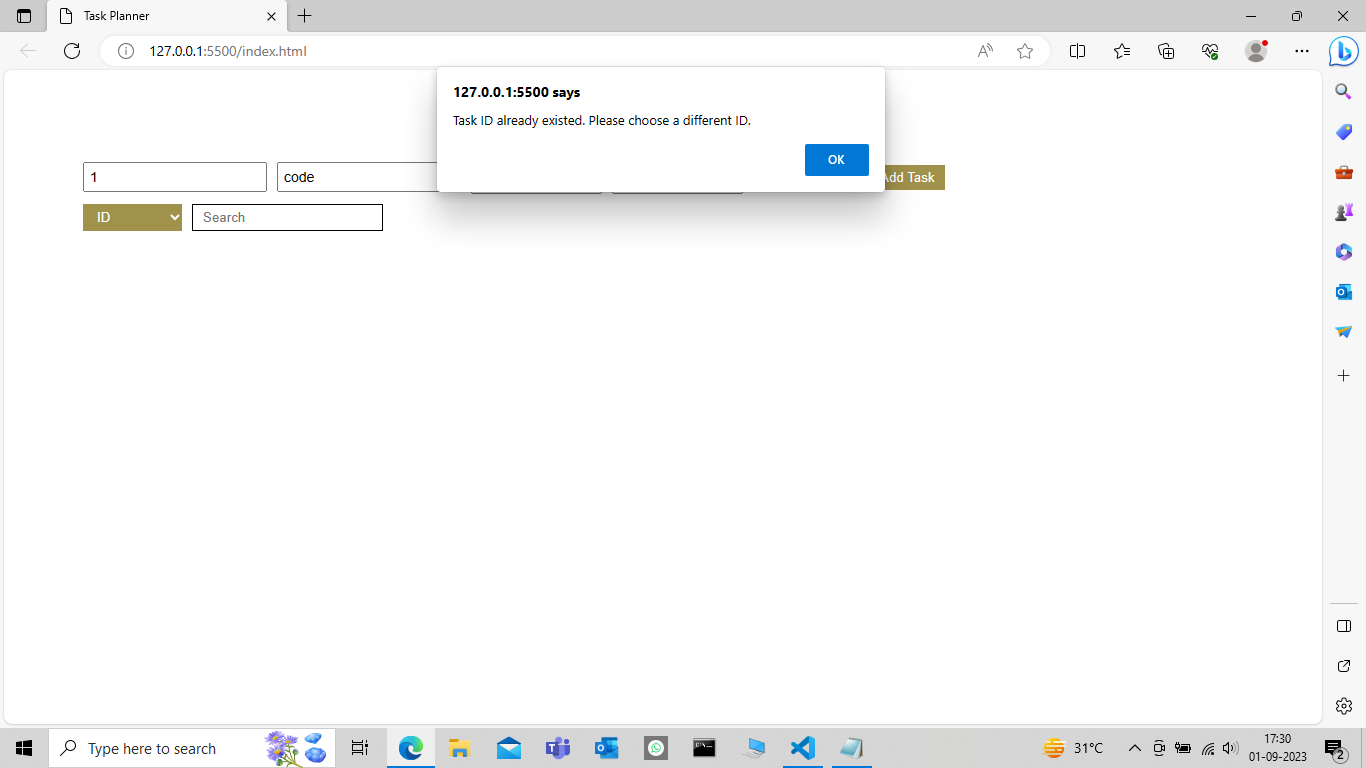 Task Planner
127.0.0.1:5500/index.html
127.0.0.1:5500 says
Task ID already existed. Please choose a different ID.
OK
1
code
Add Task
ID
Search
Type here to search
31°C
17:30
01-09-2023
2